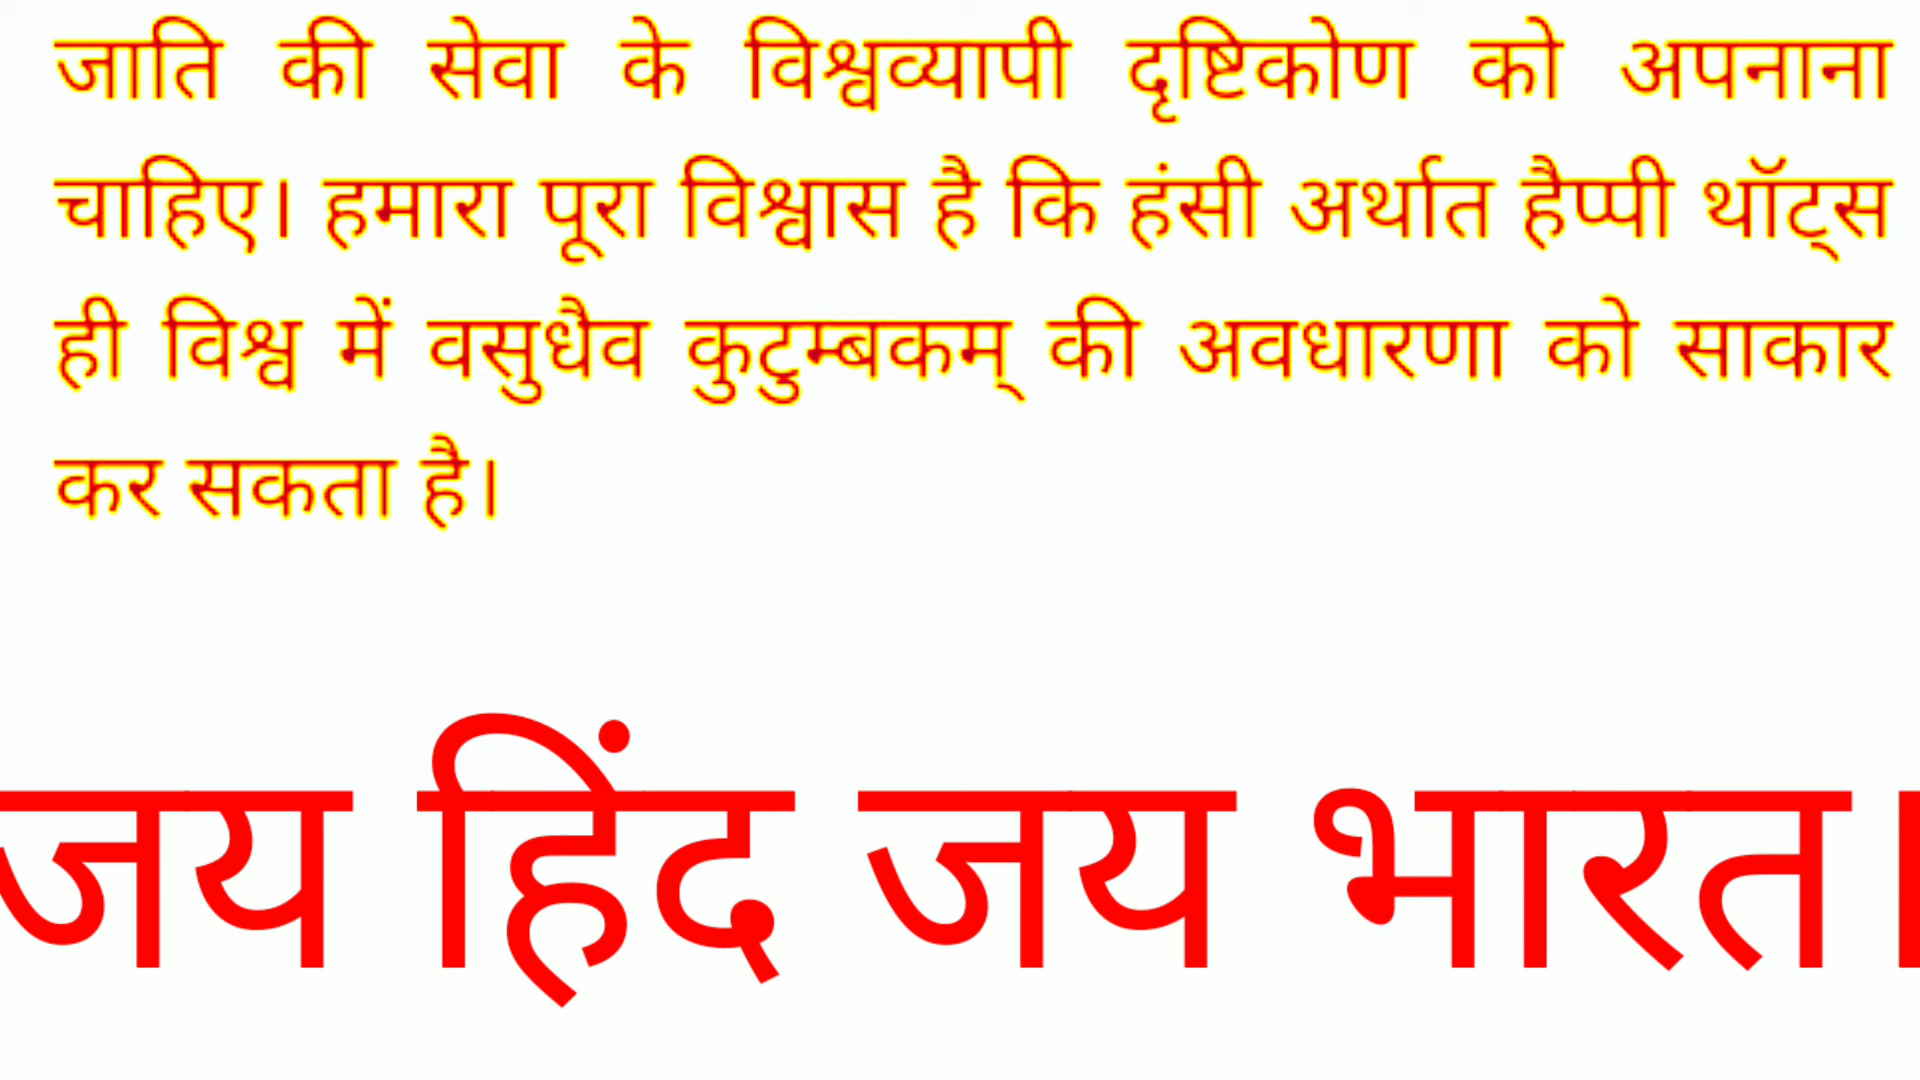 जाति की सेवा के विश्वव्यापी दृष्टिकोण को अपनाना
चाहिए। हमारा पूरा विश्वास है कि हंसी अर्थात हैप्पी थॉट्स
ही विश्व में वसुधैव कुटुम्बकम् की अवधारणा को साकार
कर सकता है।
जय हिंद जय भारत।